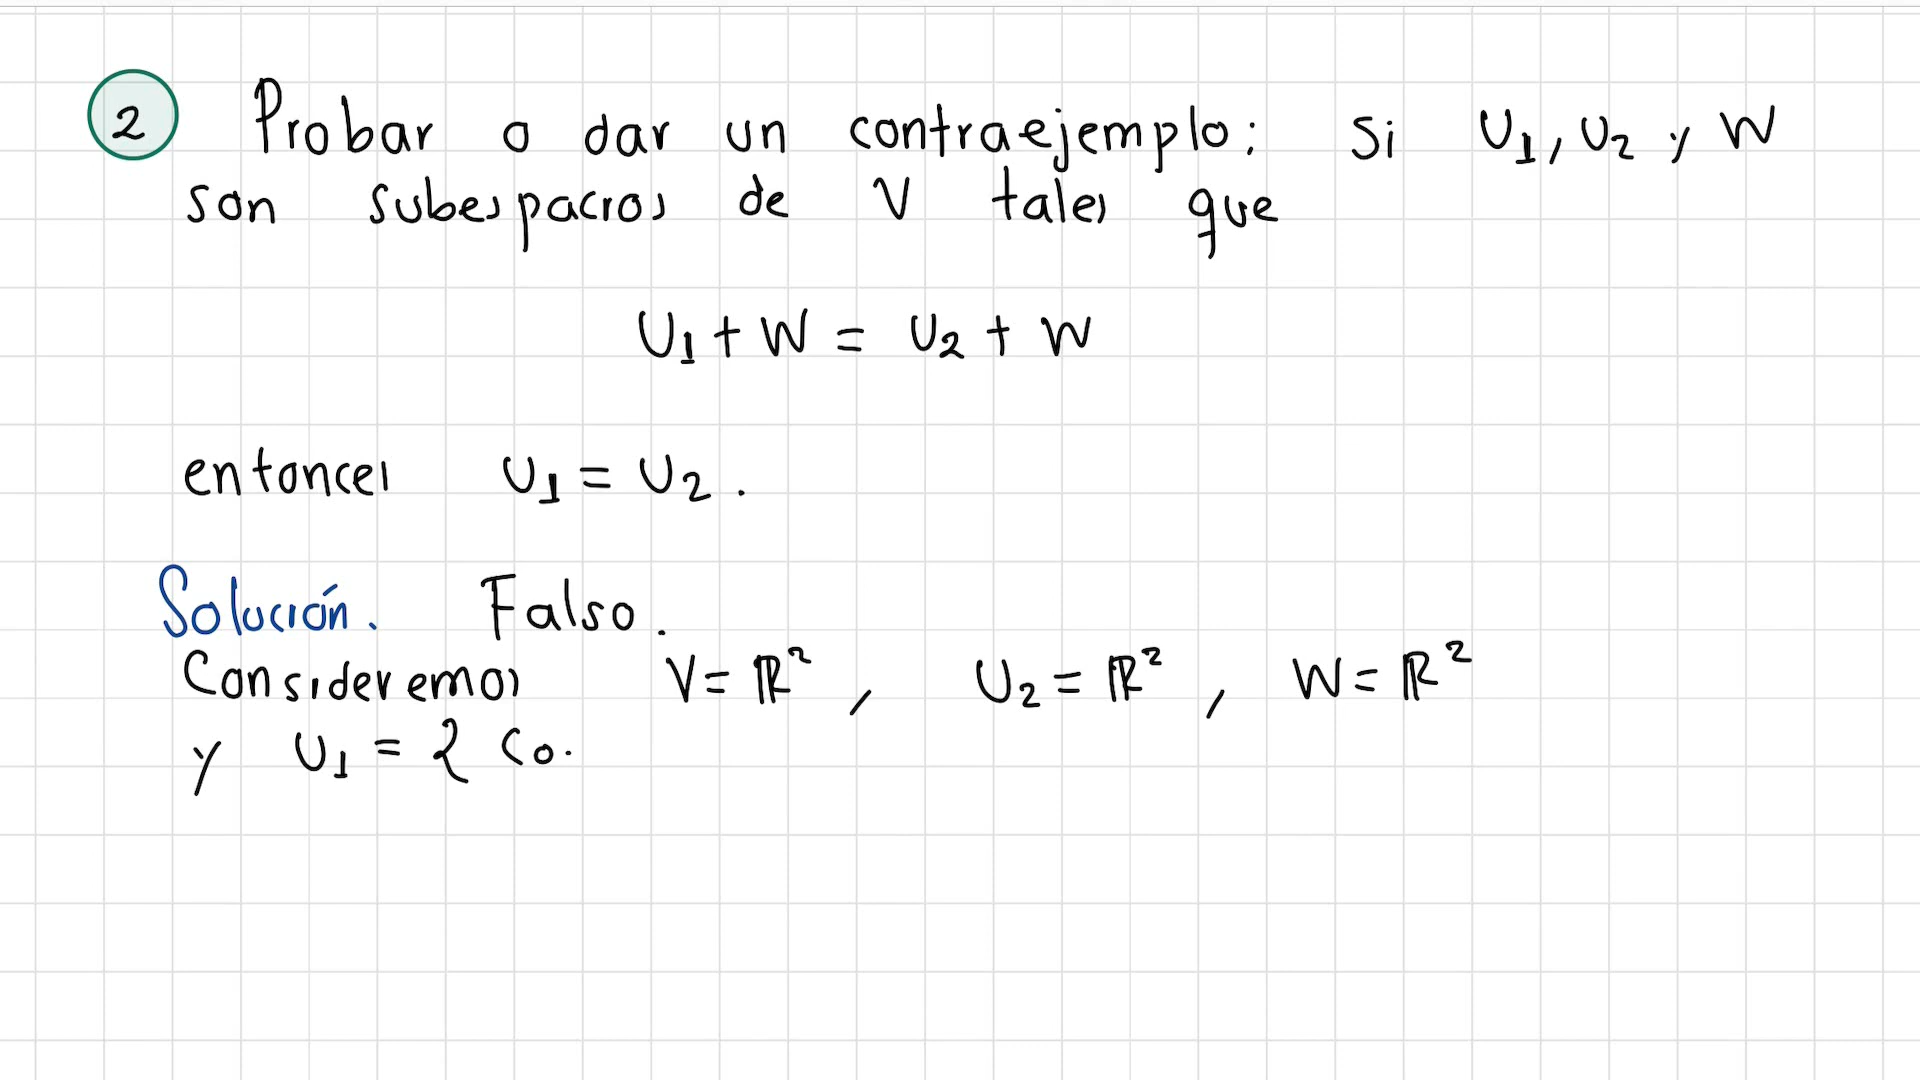 2 Probar o dar un contraejemplo: Si U₁, U₂ y W
son subespacios de V tales que
U₁ + W = U₂ + W
entonces U₁ = U₂.
Solución. Falso.
Consideremos V = ℝ², U₂ = ℝ², W = ℝ²
y U₁ = { (0.